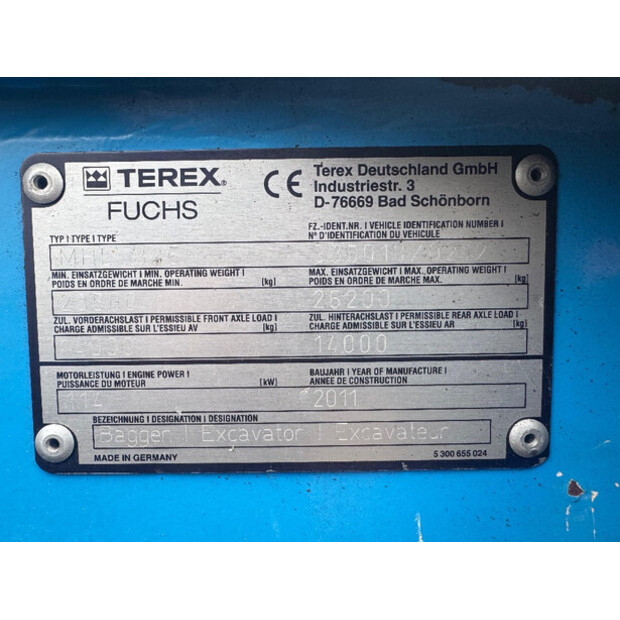 TEREX®
FUCHS
CE
Terex Deutschland GmbH
Industriestr. 3
D-76669 Bad Schönborn
TYP I TYPE I TYPE
FZ.-IDENT.NR. I VEHICLE IDENTIFICATION NUMBER I
N° D'IDENTIFICATION DU VEHICULE
MIN. EINSATZGEWICHT I MIN. OPERATING WEIGHT I
POIDS EN ORDRE DE MARCHE MIN. [kg]
MAX. EINSATZGEWICHT I MAX. OPERATING WEIGHT I
POIDS EN ORDRE DE MARCHE MAX. [kg]
26200
ZUL. VORDERACHSLAST I PERMISSIBLE FRONT AXLE LOAD I
CHARGE ADMISSIBLE SUR L'ESSIEU AV [kg]
ZUL. HINTERACHSLAST I PERMISSIBLE REAR AXLE LOAD I
CHARGE ADMISSIBLE SUR L'ESSIEU AR [kg]
14000
MOTORLEISTUNG I ENGINE POWER I
PUISSANCE DU MOTEUR [kW]
BAUJAHR I YEAR OF MANUFACTURE I
ANNEE DE CONSTRUCTION
114
2011
BEZEICHNUNG I DESIGNATION I DESIGNATION
Bagger | Excavator | Excavateur
MADE IN GERMANY
5 300 655 024